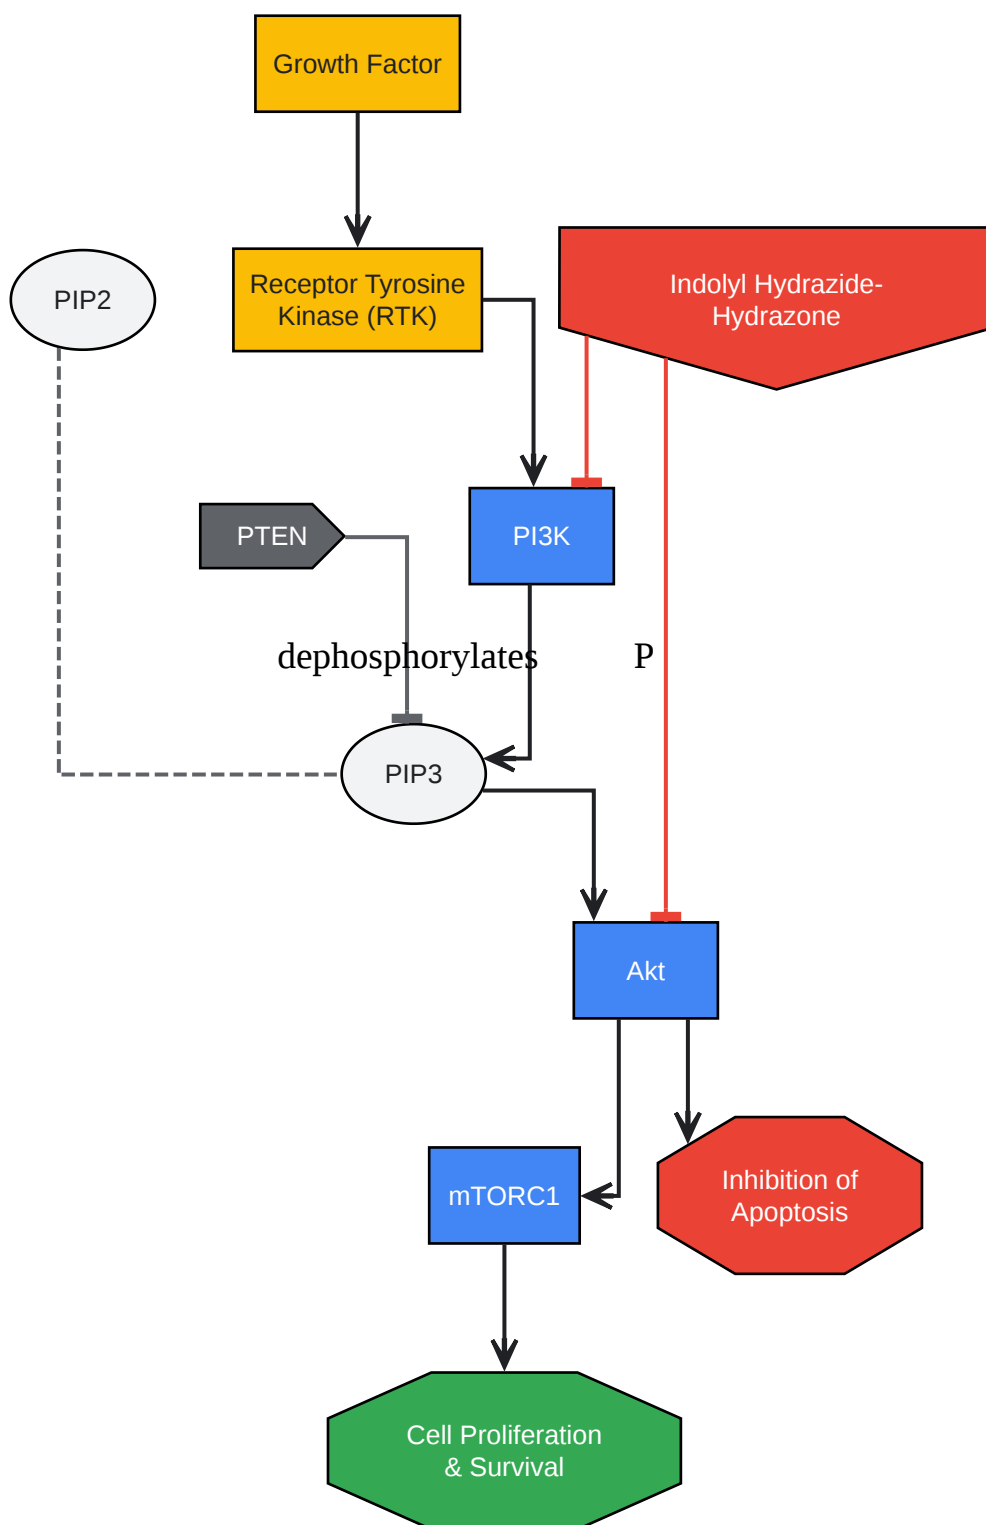 Growth Factor
Receptor Tyrosine
Kinase (RTK)
Indolyl Hydrazide-
Hydrazone
PIP2
PTEN
PI3K
dephosphorylates
P
PIP3
Akt
mTORC1
Inhibition of
Apoptosis
Cell Proliferation
& Survival